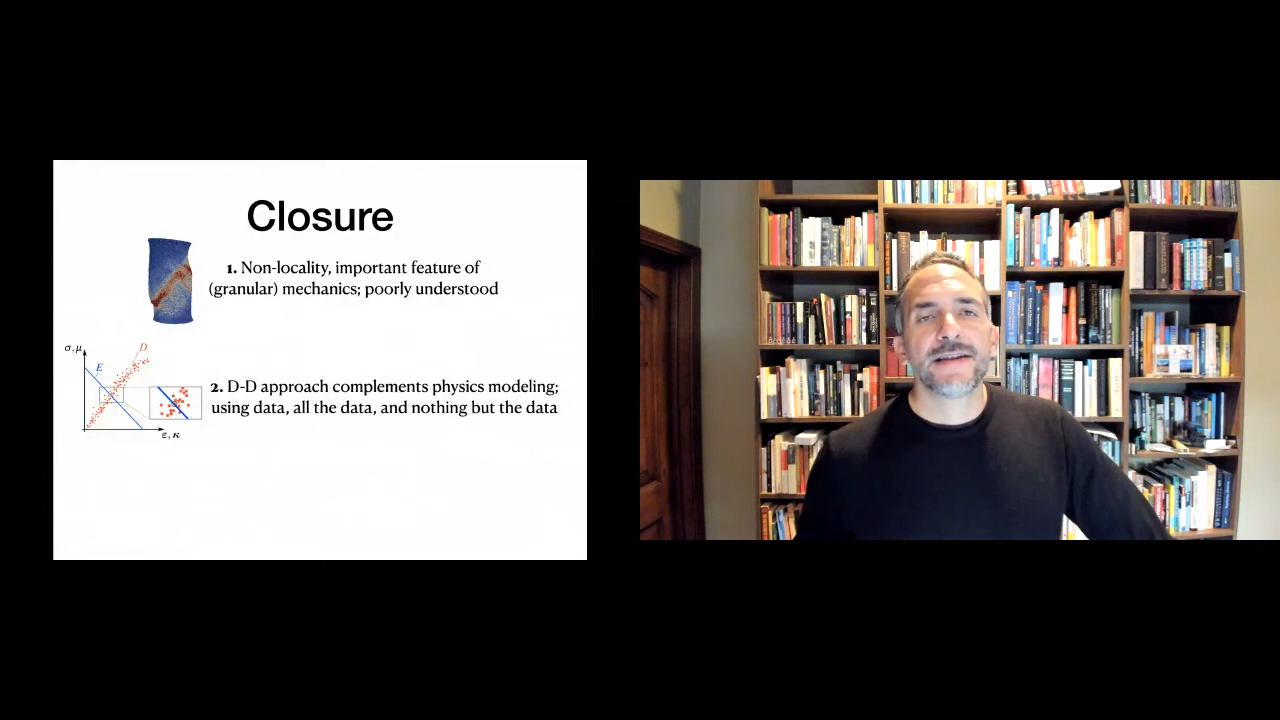 Closure
1. Non-locality, important feature of
(granular) mechanics; poorly understood
σ, μ
D
E
2. D-D approach complements physics modeling;
using data, all the data, and nothing but the data
ε, κ